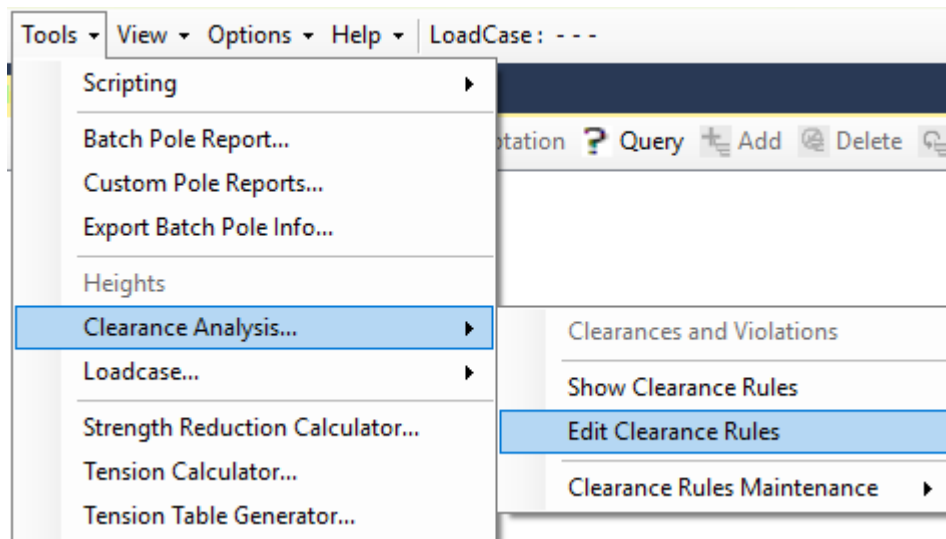 Tools View Options Help LoadCase : - - -
Scripting
Query Add Delete
Batch Pole Report...
Custom Pole Reports...
Export Batch Pole Info...
Heights
Clearance Analysis...
Loadcase...
Strength Reduction Calculator...
Tension Calculator...
Tension Table Generator...
Clearances and Violations
Show Clearance Rules
Edit Clearance Rules
Clearance Rules Maintenance